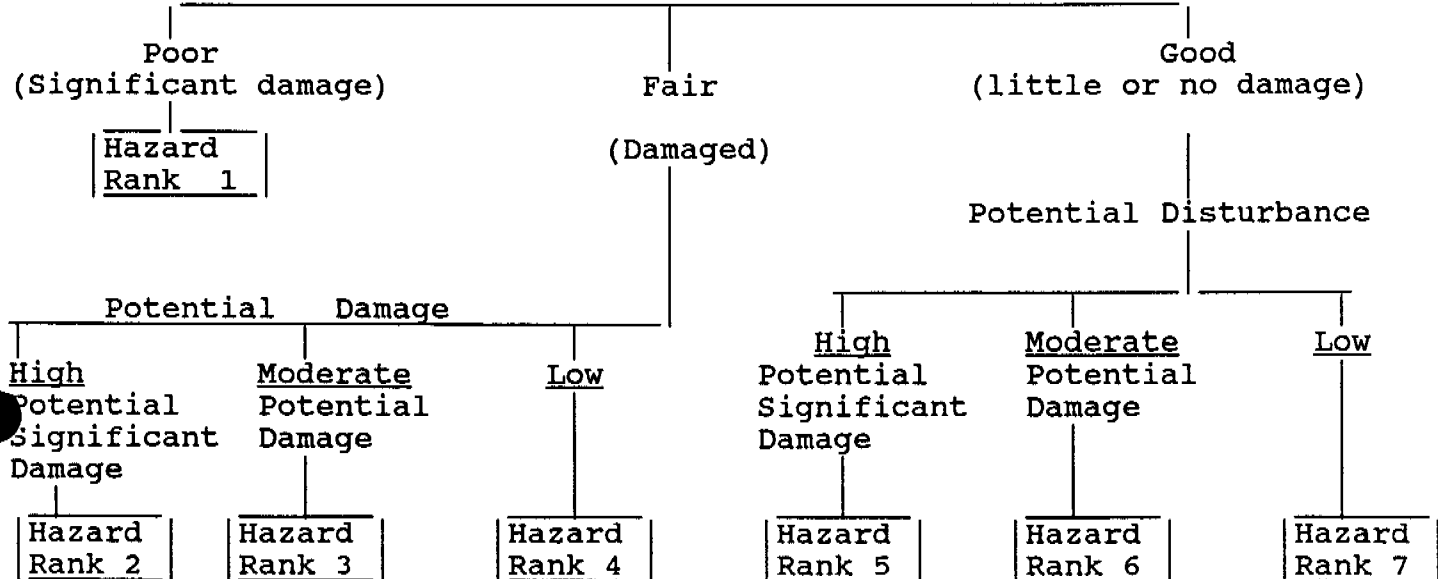 Poor
(Significant damage)
Hazard
Rank 1
Fair
(Damaged)
Good
(little or no damage)
Potential Disturbance
Potential Damage
High
Potential
Significant
Damage
Hazard
Rank 2
Moderate
Potential
Damage
Hazard
Rank 3
Low
Hazard
Rank 4
High
Potential
Significant
Damage
Hazard
Rank 5
Moderate
Potential
Damage
Hazard
Rank 6
Low
Hazard
Rank 7